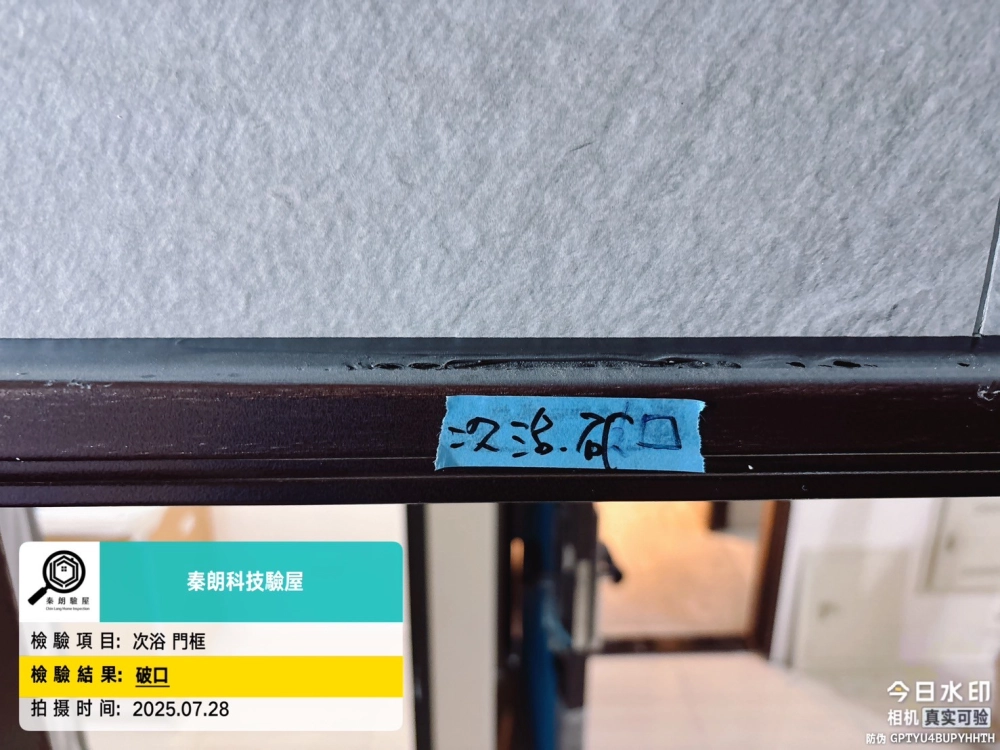 次浴.破口
秦朗驗屋
Chin Lang Home Inspection
秦朗科技驗屋
檢驗項目: 次浴 門框
檢驗結果: 破口
拍摄时间: 2025.07.28
今日水印
相机 真实可验
防伪 GPTYU4BUPYHHTH